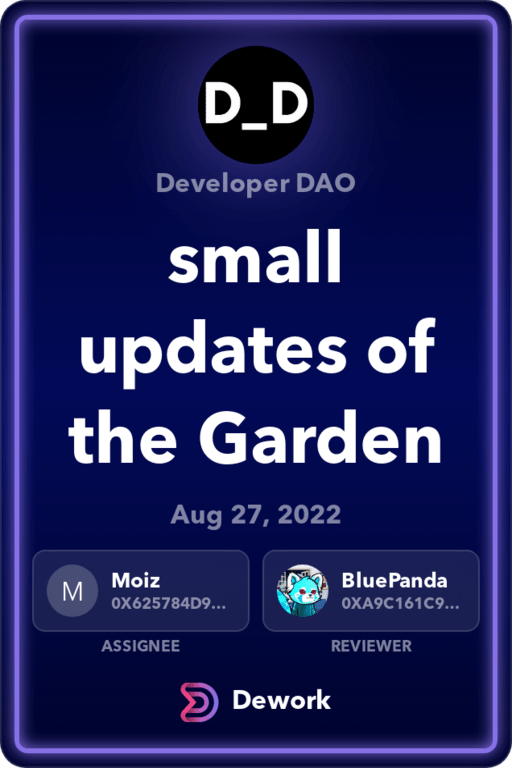 D_D
Developer DAO
small
updates of
the Garden
Aug 27, 2022
M
Moiz
0X625784D9...
BluePanda
0XA9C161C9...
ASSIGNEE
REVIEWER
Dework